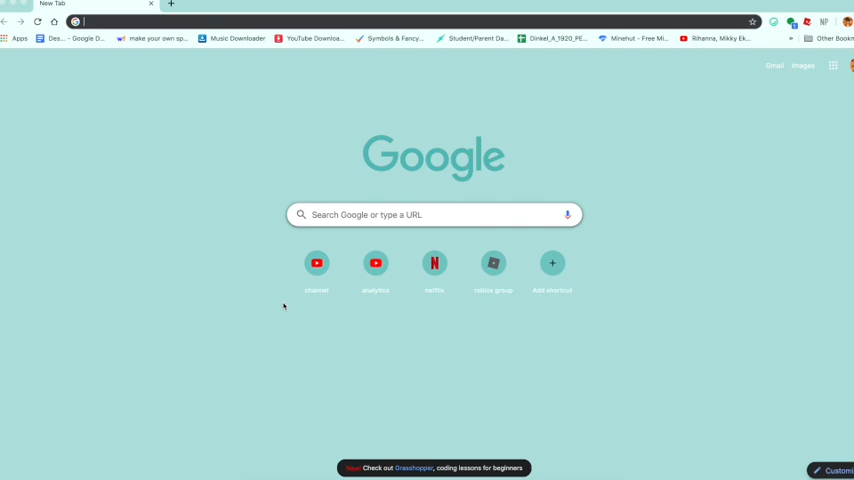 New Tab
Apps Des... - Google D... make your own sp... Music Downloader YouTube Downloa... Symbols & Fancy... Student/Parent Da... Dinkel_A_1920_PE... Minehut - Free Mi... Rihanna, Mikky Ek... » Other Bookm
NP
Gmail Images
Google
Search Google or type a URL
channel analytics netflix roblox group Add shortcut
New! Check out Grasshopper, coding lessons for beginners
Customi